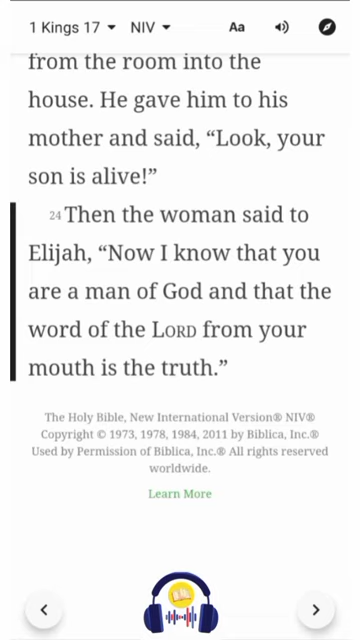 1 Kings 17 NIV Aa
from the room into the
house. He gave him to his
mother and said, “Look, your
son is alive!”
24 Then the woman said to
Elijah, “Now I know that you
are a man of God and that the
word of the LORD from your
mouth is the truth.”
The Holy Bible, New International Version® NIV®
Copyright © 1973, 1978, 1984, 2011 by Biblica, Inc.®
Used by Permission of Biblica, Inc.® All rights reserved
worldwide.
Learn More